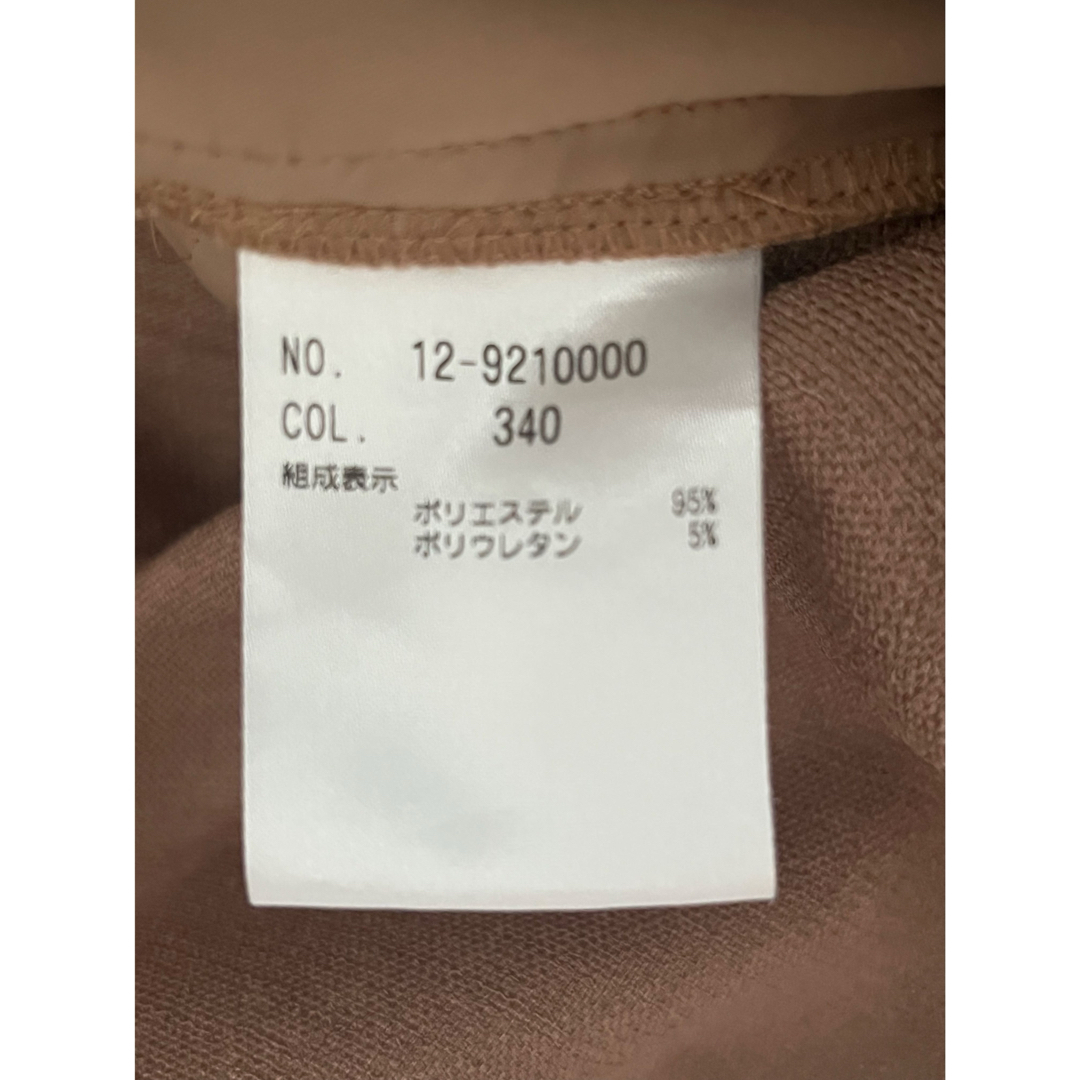 NO. 12-9210000
COL. 340
組成表示
ポリエステル 95%
ポリウレタン 5%